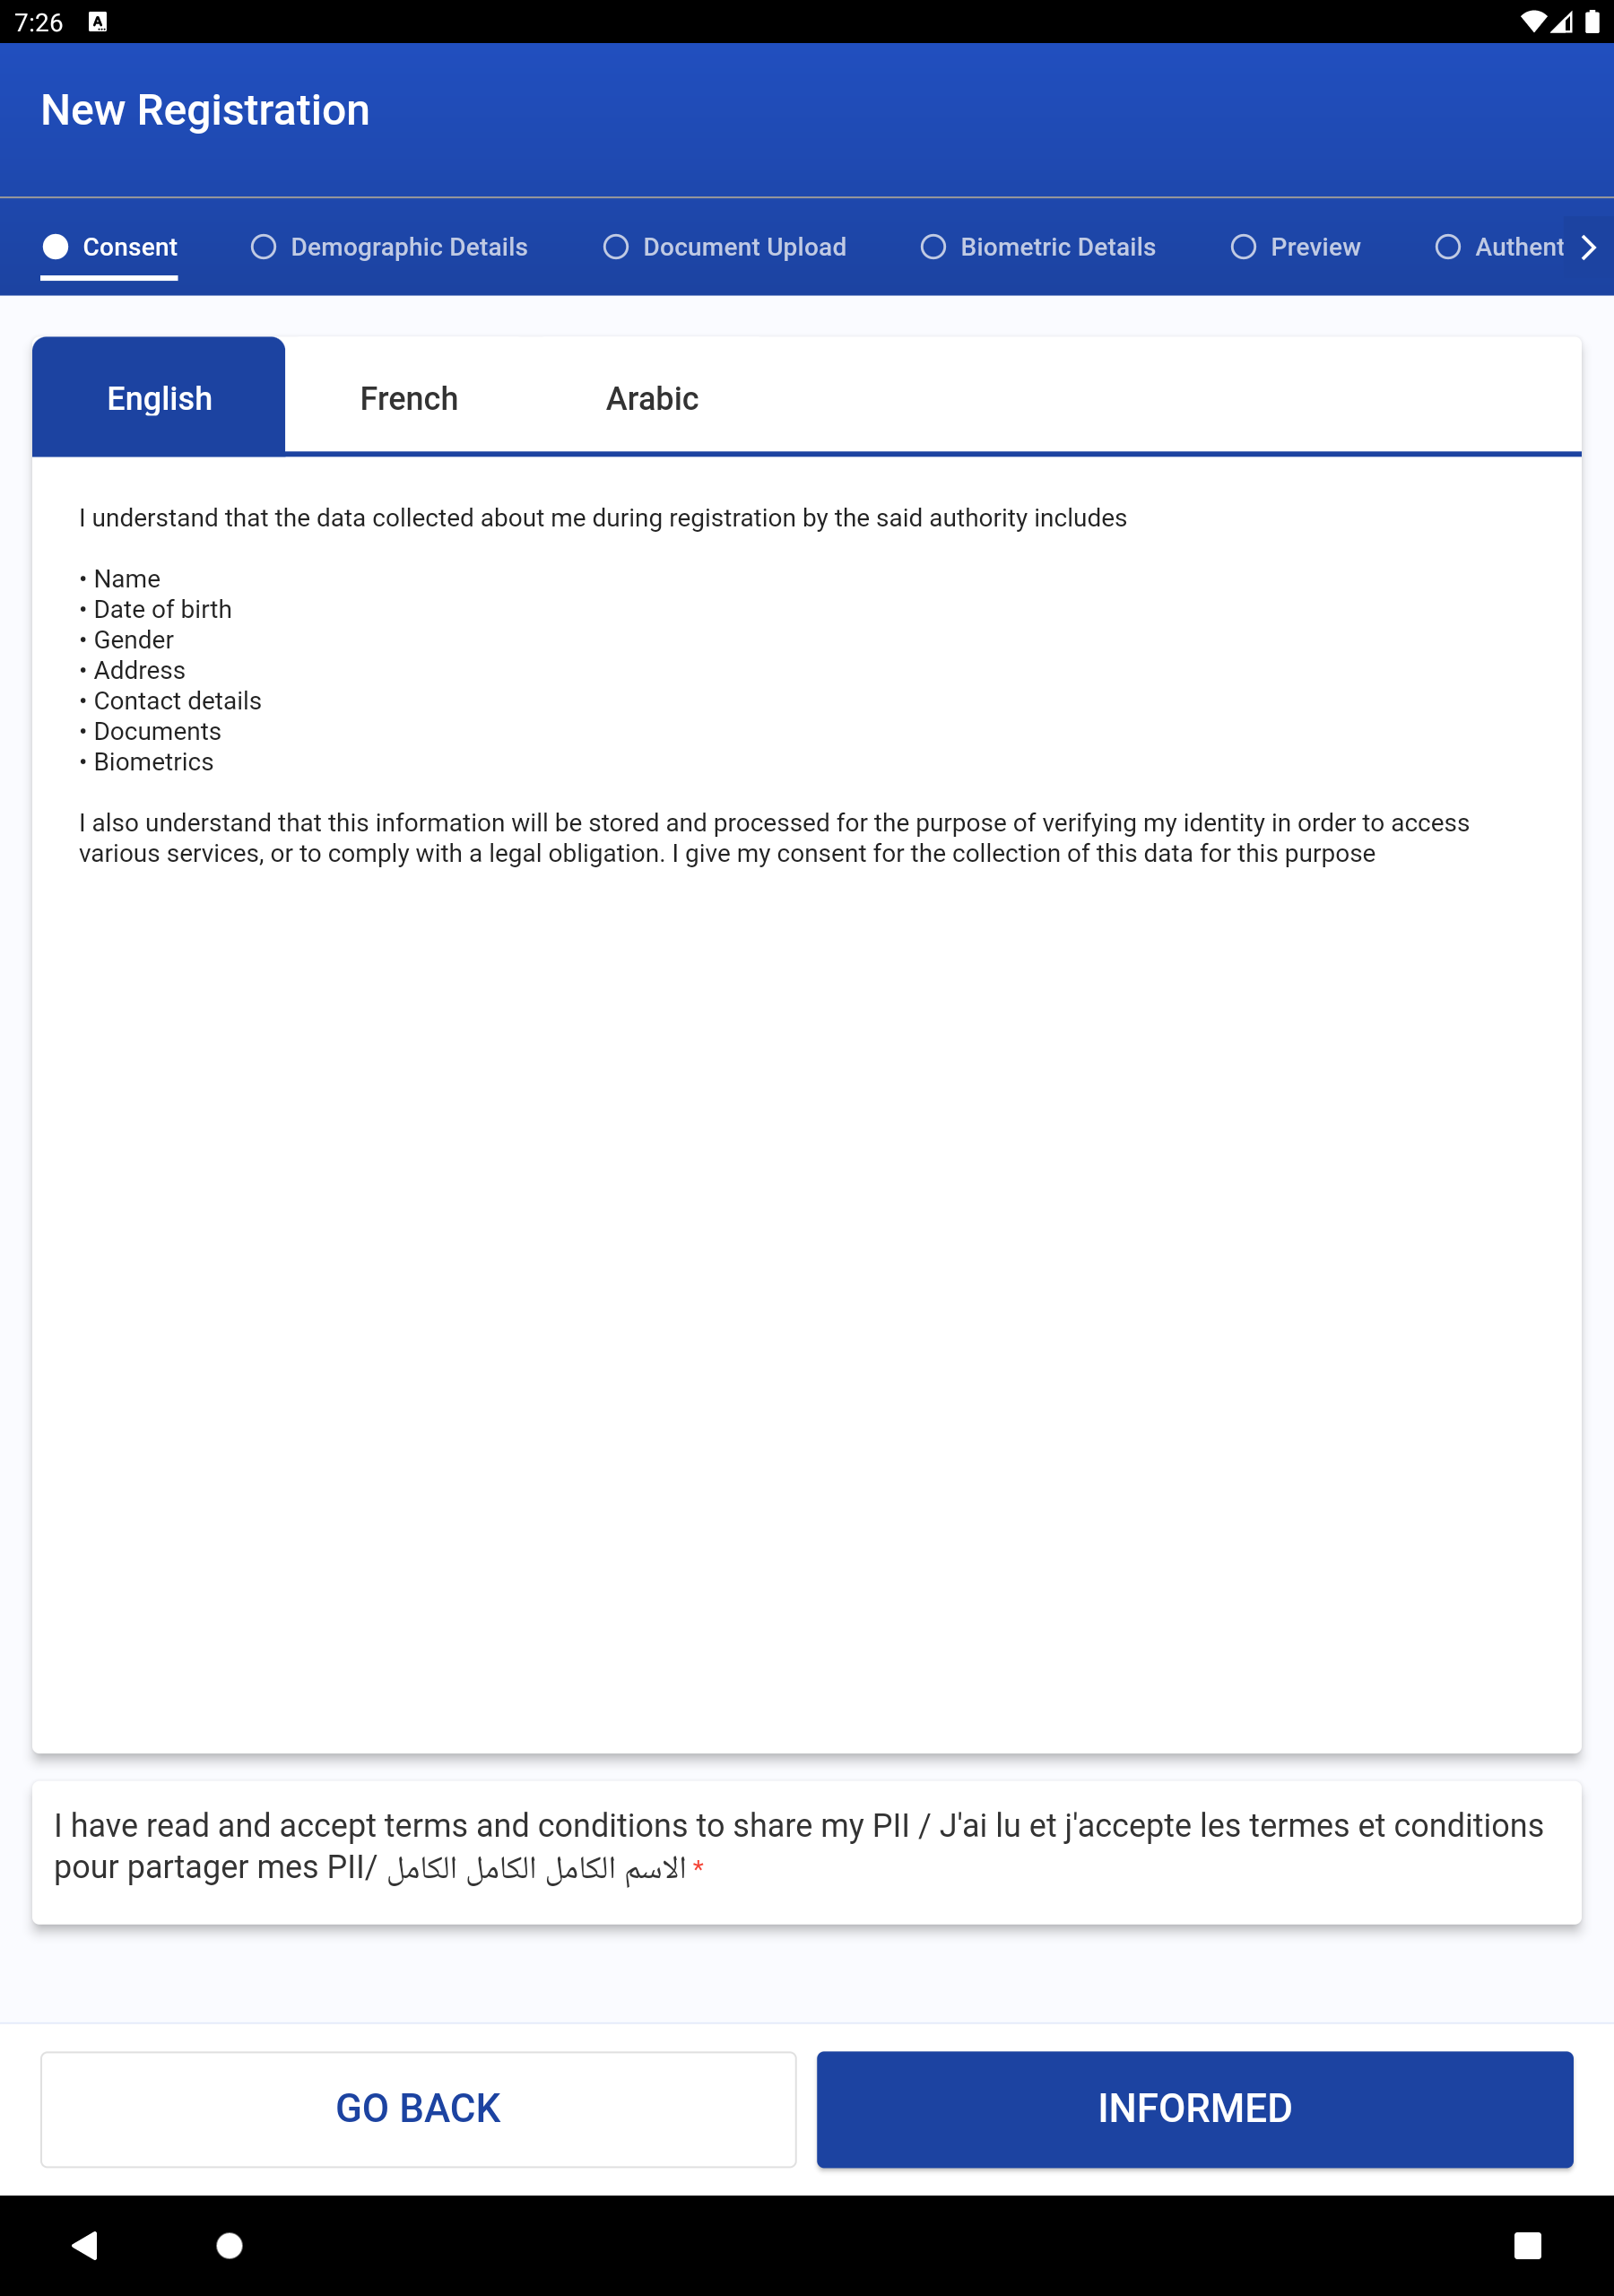 7:26
New Registration
Consent
Demographic Details
Document Upload
Biometric Details
Preview
Authent
English
French
Arabic
I understand that the data collected about me during registration by the said authority includes
• Name
• Date of birth
• Gender
• Address
• Contact details
• Documents
• Biometrics
I also understand that this information will be stored and processed for the purpose of verifying my identity in order to access
various services, or to comply with a legal obligation. I give my consent for the collection of this data for this purpose
I have read and accept terms and conditions to share my PII / J'ai lu et j'accepte les termes et conditions
pour partager mes PII/ الاسم الكامل الكامل الكامل *
GO BACK
INFORMED